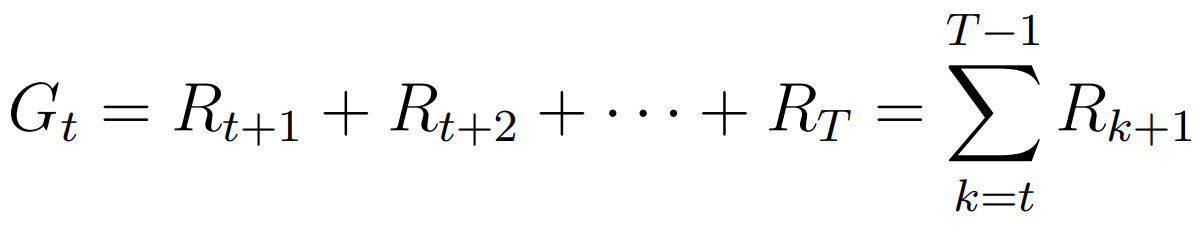 $G_t = R_{t+1} + R_{t+2} + \cdots + R_T = \sum_{k=t}^{T-1} R_{k+1}$